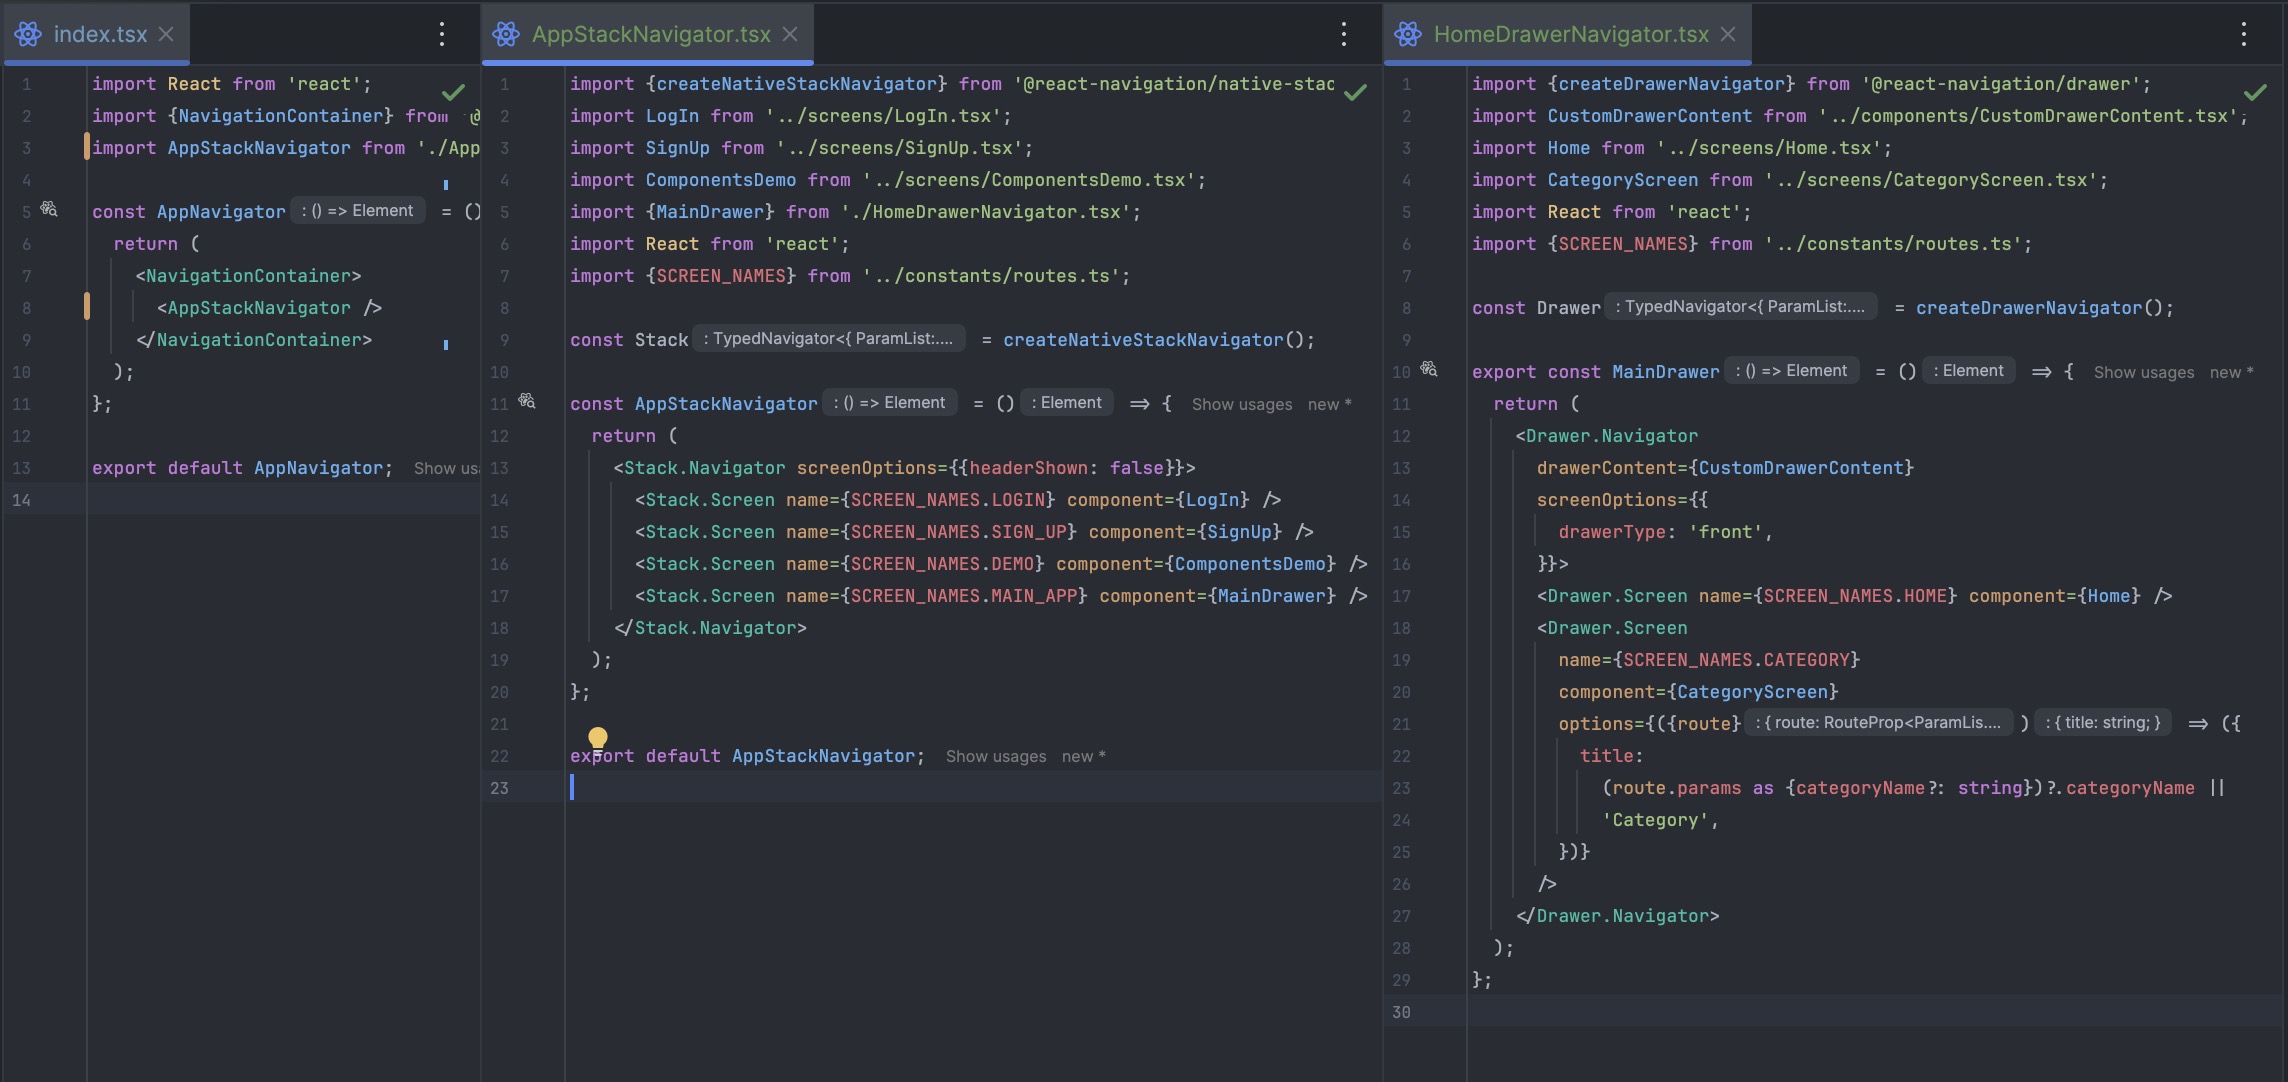 index.tsx
1 import React from 'react';
2 import {NavigationContainer} from '@
3 import AppStackNavigator from './App
4
5 const AppNavigator : () => Element = ()
6 return (
7 <NavigationContainer>
8 <AppStackNavigator />
9 </NavigationContainer>
10 );
11 };
12
13 export default AppNavigator; Show us
14
AppStackNavigator.tsx
1 import {createNativeStackNavigator} from '@react-navigation/native-stac
2 import LogIn from '../screens/LogIn.tsx';
3 import SignUp from '../screens/SignUp.tsx';
4 import ComponentsDemo from '../screens/ComponentsDemo.tsx';
5 import {MainDrawer} from './HomeDrawerNavigator.tsx';
6 import React from 'react';
7 import {SCREEN_NAMES} from '../constants/routes.ts';
8
9 const Stack : TypedNavigator<{ ParamList:.... = createNativeStackNavigator();
10
11 const AppStackNavigator : () => Element = () : Element => { Show usages new *
12 return (
13 <Stack.Navigator screenOptions={{headerShown: false}}>
14 <Stack.Screen name={SCREEN_NAMES.LOGIN} component={LogIn} />
15 <Stack.Screen name={SCREEN_NAMES.SIGN_UP} component={SignUp} />
16 <Stack.Screen name={SCREEN_NAMES.DEMO} component={ComponentsDemo} />
17 <Stack.Screen name={SCREEN_NAMES.MAIN_APP} component={MainDrawer} />
18 </Stack.Navigator>
19 );
20 };
21
22 export default AppStackNavigator; Show usages new *
23
HomeDrawerNavigator.tsx
1 import {createDrawerNavigator} from '@react-navigation/drawer';
2 import CustomDrawerContent from '../components/CustomDrawerContent.tsx';
3 import Home from '../screens/Home.tsx';
4 import CategoryScreen from '../screens/CategoryScreen.tsx';
5 import React from 'react';
6 import {SCREEN_NAMES} from '../constants/routes.ts';
7
8 const Drawer : TypedNavigator<{ ParamList:.... = createDrawerNavigator();
9
10 export const MainDrawer : () => Element = () : Element => { Show usages new *
11 return (
12 <Drawer.Navigator
13 drawerContent={CustomDrawerContent}
14 screenOptions={{
15 drawerType: 'front',
16 }}>
17 <Drawer.Screen name={SCREEN_NAMES.HOME} component={Home} />
18 <Drawer.Screen
19 name={SCREEN_NAMES.CATEGORY}
20 component={CategoryScreen}
21 options={({route} : { route: RouteProp<ParamLis.... ) : { title: string; } => ({
22 title:
23 (route.params as {categoryName?: string})?.categoryName ||
24 'Category',
25 })}
26 />
27 </Drawer.Navigator>
28 );
29 };
30